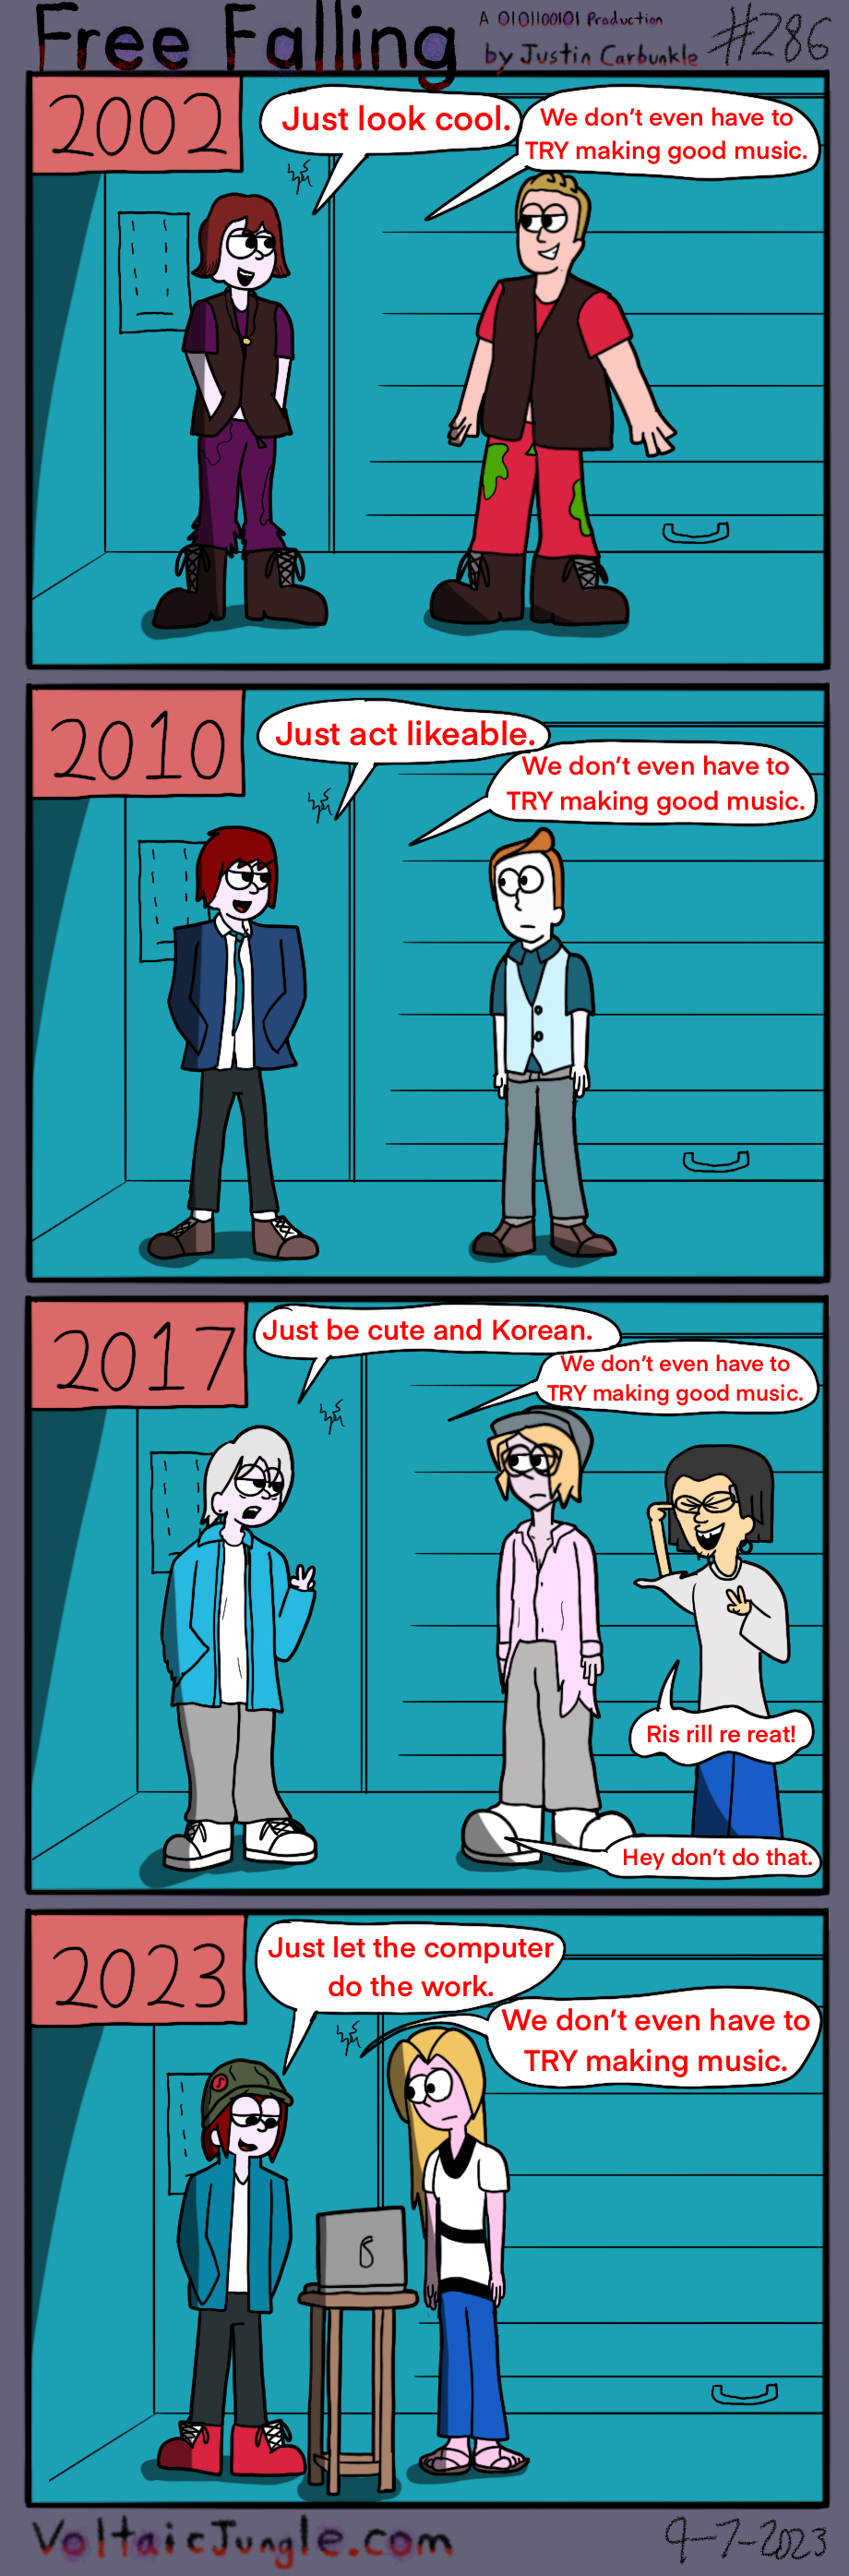 Free Falling
A 0101100101 Production
by Justin Carbunkle
#286
2002
Just look cool.
We don't even have to
TRY making good music.
2010
Just act likeable.
We don't even have to
TRY making good music.
2017
Just be cute and Korean.
We don't even have to
TRY making good music.
Ris rill re reat!
Hey don't do that.
2023
Just let the computer
do the work.
We don't even have to
TRY making music.
VoltaicJungle.com
9-7-2023